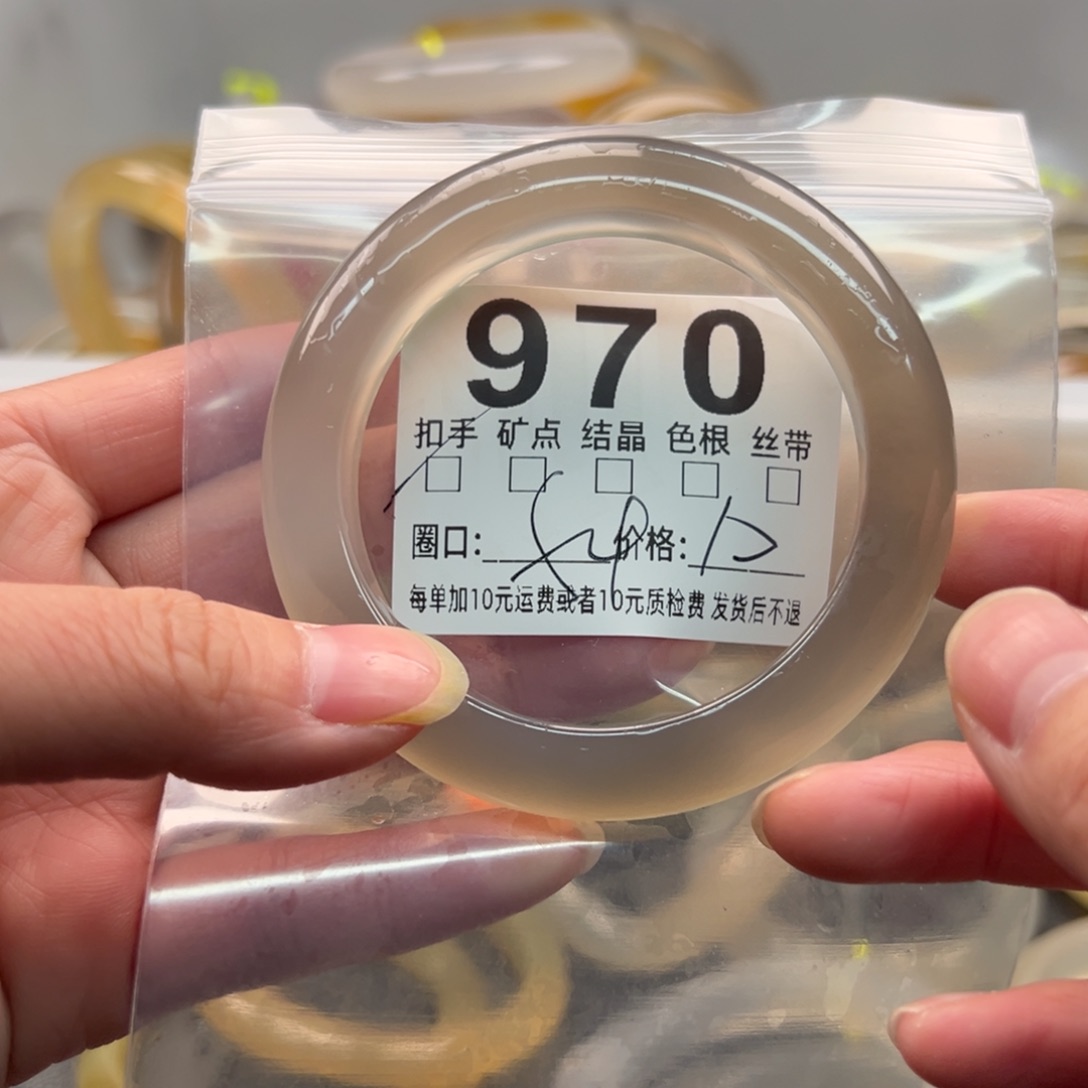 970
扣手 矿点 结晶 色根 丝带
圈口: 价格:
每单加10元运费或者10元质检费 发货后不退